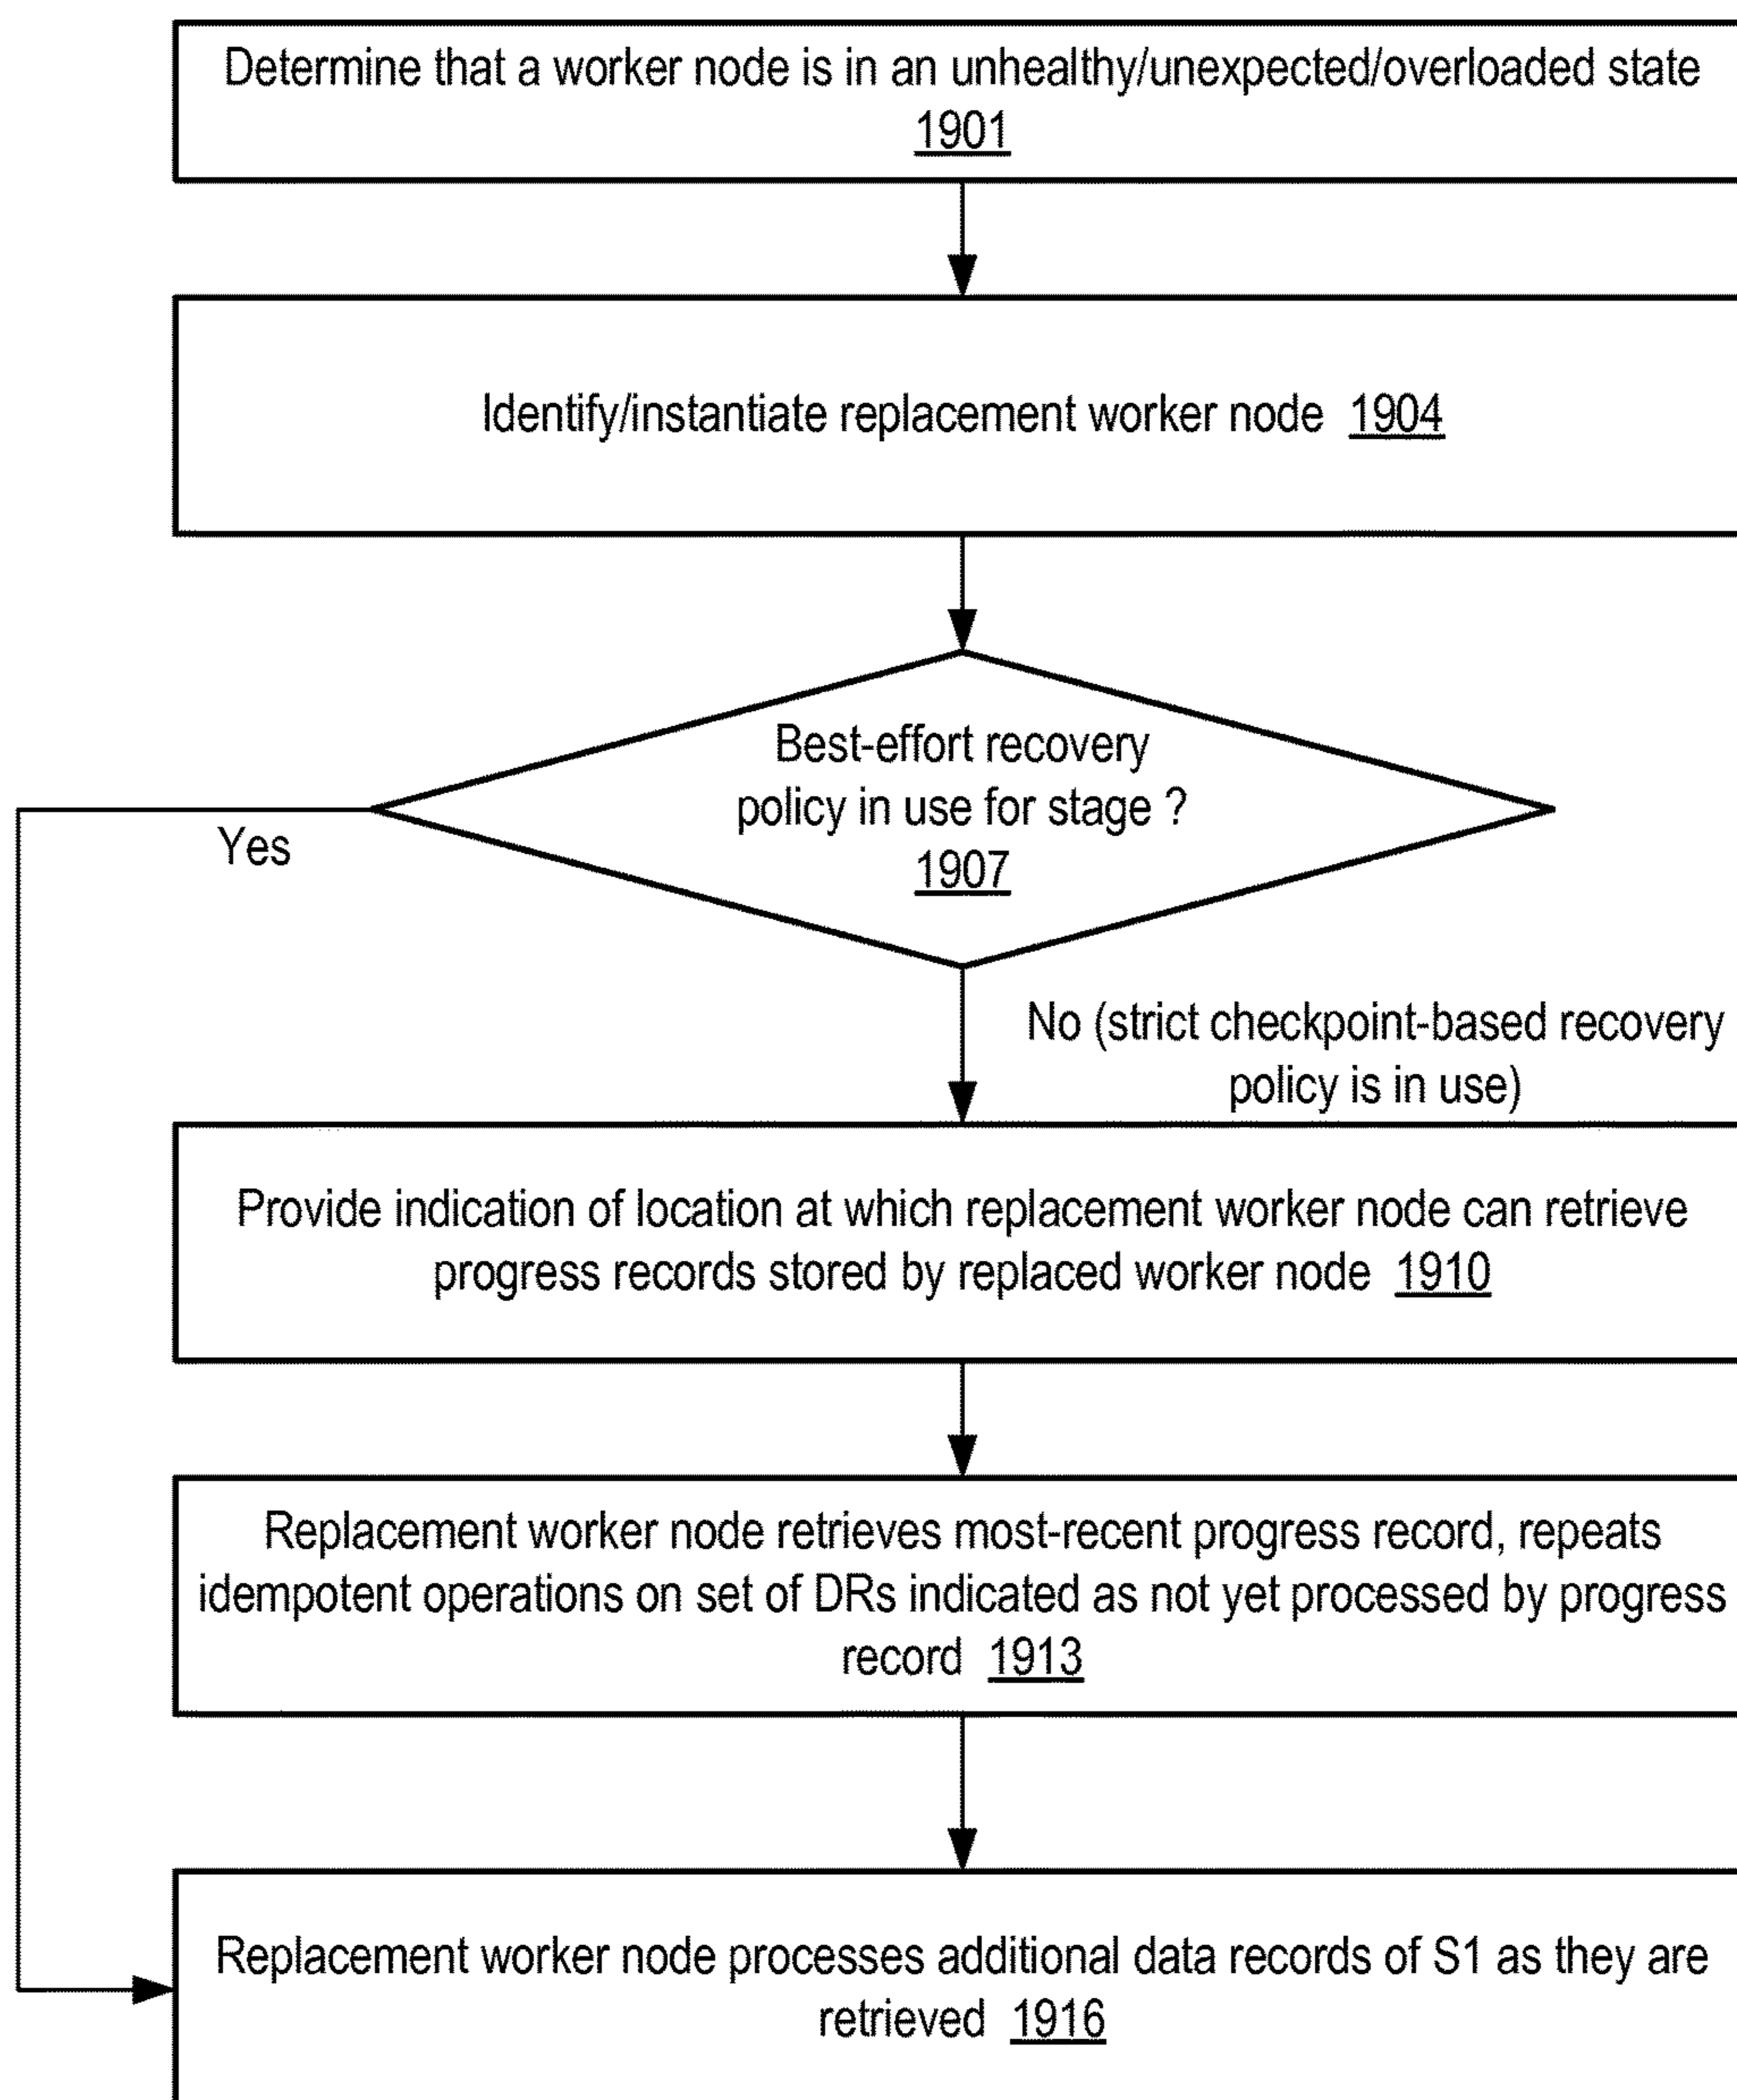 Determine that a worker node is in an unhealthy/unexpected/overloaded state
1901
Identify/instantiate replacement worker node 1904
Best-effort recovery
policy in use for stage ?
1907
Yes
No (strict checkpoint-based recovery
policy is in use)
Provide indication of location at which replacement worker node can retrieve
progress records stored by replaced worker node 1910
Replacement worker node retrieves most-recent progress record, repeats
idempotent operations on set of DRs indicated as not yet processed by progress
record 1913
Replacement worker node processes additional data records of S1 as they are
retrieved 1916